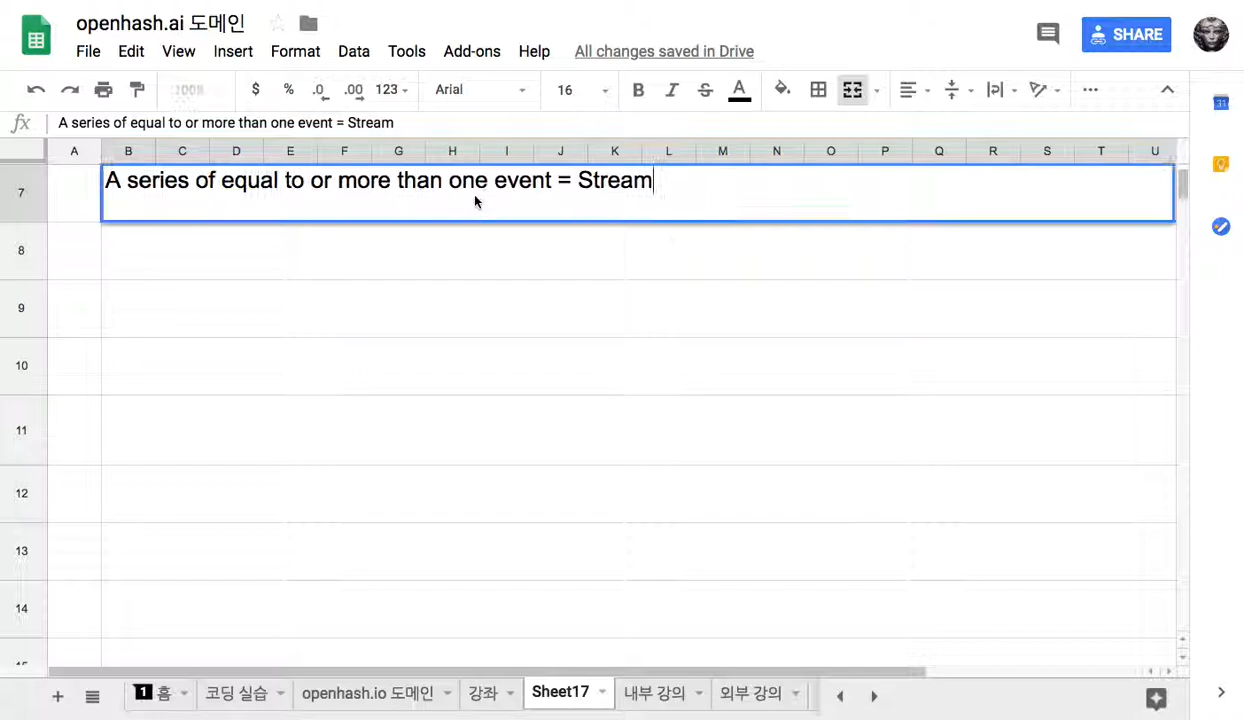 openhash.ai 도메인
File Edit View Insert Format Data Tools Add-ons Help All changes saved in Drive
SHARE
100% $ % .0 .00 123 Arial 16 B I S A
fx A series of equal to or more than one event = Stream
31
A B C D E F G H I J K L M N O P Q R S T U
7 A series of equal to or more than one event = Stream
8
9
10
11
12
13
14
1 홈 코딩 실습 openhash.io 도메인 강좌 Sheet17 내부 강의 외부 강의